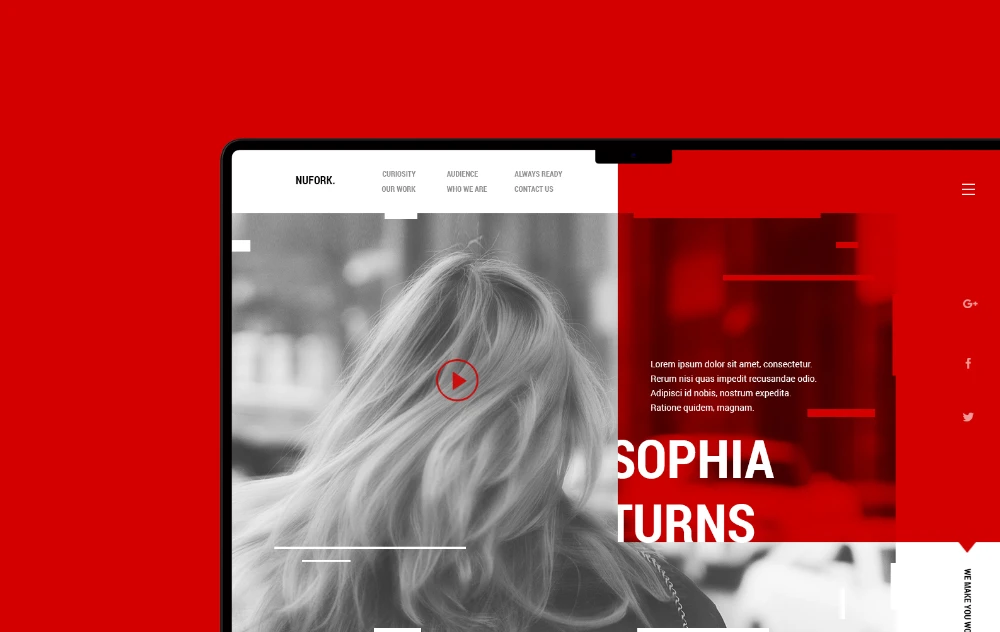 NUFORK.
CURIOSITY
OUR WORK
AUDIENCE
WHO WE ARE
ALWAYS READY
CONTACT US
G+
f
Lorem ipsum dolor sit amet, consectetur.
Rerum nisi quas impedit recusandae odio.
Adipisci id nobis, nostrum expedita.
Ratione quidem, magnam.
SOPHIA
TURNS
WE MAKE YOU